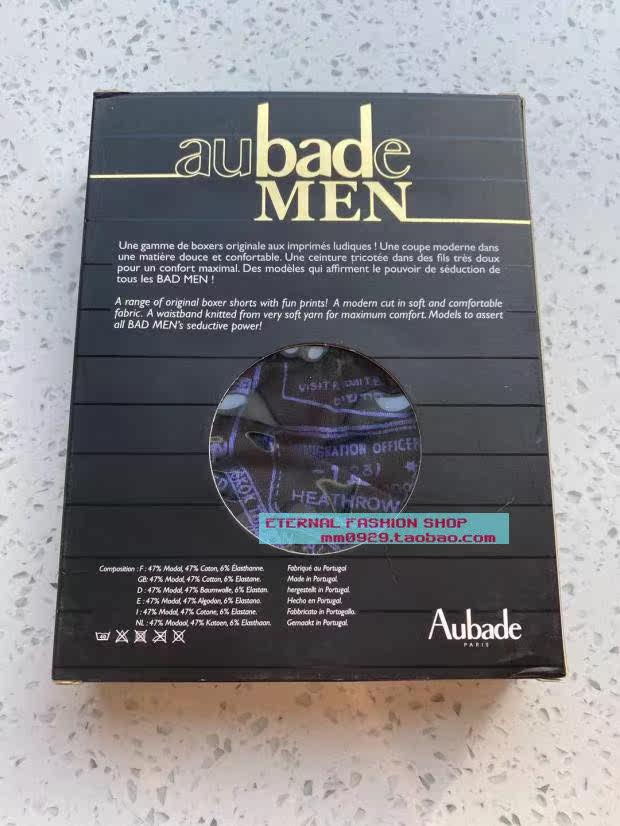 aubade
MEN
Une gamme de boxers originale aux imprimés ludiques ! Une coupe moderne dans
une matière douce et confortable. Une ceinture tricotée dans des fils très doux
pour un confort maximal. Des modèles qui affirment le pouvoir de séduction de
tous les BAD MEN !
A range of original boxer shorts with fun prints! A modern cut in soft and comfortable
fabric. A waistband knitted from very soft yarn for maximum comfort. Models to assert
all BAD MEN's seductive power!
OFFICER
HEATHROW
ETERNAL FASHION SHOP
mm0929.taobao.com
Composition : F : 47% Modal, 47% Coton, 6% Élasthanne. Fabriqué au Portugal
GB: 47% Modal, 47% Cotton, 6% Elastane. Made in Portugal.
D : 47% Modal, 47% Baumwolle, 6% Elastan. hergestellt in Portugal.
E : 47% Modal, 47% Algodon, 6% Elastano. Hecho en Portugal.
I : 47% Modal, 47% Cotone, 6% Elastane. Fabbricato in Portogallo.
NL : 47% Modaal, 47% Katoen, 6% Elasthaan. Gemaakt in Portugal.
40
Aubade
PARIS